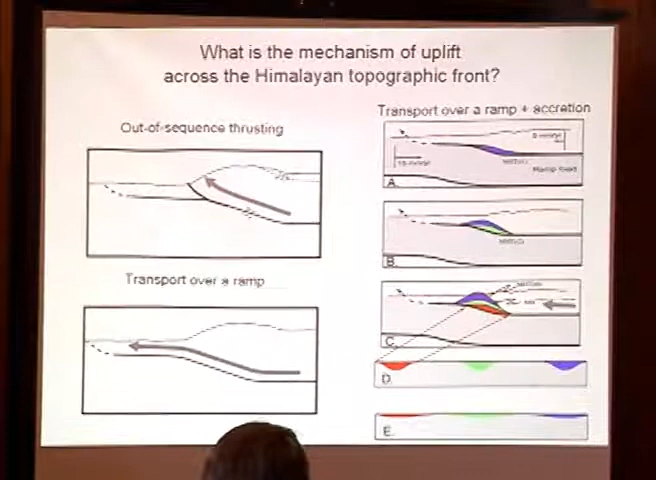 What is the mechanism of uplift
across the Himalayan topographic front?
Out-of-sequence thrusting
Transport over a ramp
Transport over a ramp + accretion
A.
B.
C.
D.
E.